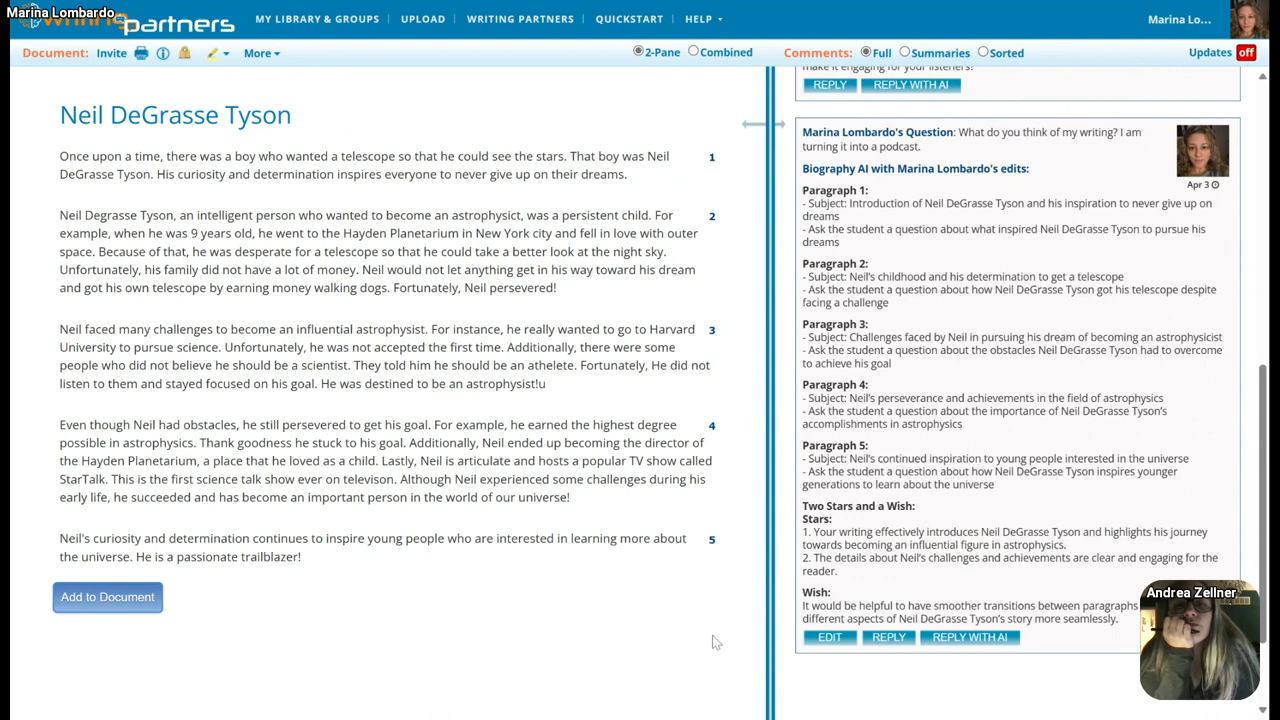 Marina Lombardo
writing partners
MY LIBRARY & GROUPS UPLOAD WRITING PARTNERS QUICKSTART HELP
Marina Lo...
Document: Invite More 2-Pane Combined Comments: Full Summaries Sorted Updates off
Neil DeGrasse Tyson
Once upon a time, there was a boy who wanted a telescope so that he could see the stars. That boy was Neil 1
DeGrasse Tyson. His curiosity and determination inspires everyone to never give up on their dreams.
Neil Degrasse Tyson, an intelligent person who wanted to become an astrophysict, was a persistent child. For 2
example, when he was 9 years old, he went to the Hayden Planetarium in New York city and fell in love with outer
space. Because of that, he was desperate for a telescope so that he could take a better look at the night sky.
Unfortunately, his family did not have a lot of money. Neil would not let anything get in his way toward his dream
and got his own telescope by earning money walking dogs. Fortunately, Neil persevered!
Neil faced many challenges to become an influential astrophysist. For instance, he really wanted to go to Harvard 3
University to pursue science. Unfortunately, he was not accepted the first time. Additionally, there were some
people who did not believe he should be a scientist. They told him he should be an athelete. Fortunately, He did not
listen to them and stayed focused on his goal. He was destined to be an astrophysist!u
Even though Neil had obstacles, he still persevered to get his goal. For example, he earned the highest degree 4
possible in astrophysics. Thank goodness he stuck to his goal. Additionally, Neil ended up becoming the director of
the Hayden Planetarium, a place that he loved as a child. Lastly, Neil is articulate and hosts a popular TV show called
StarTalk. This is the first science talk show ever on televison. Although Neil experienced some challenges during his
early life, he succeeded and has become an important person in the world of our universe!
Neil's curiosity and determination continues to inspire young people who are interested in learning more about 5
the universe. He is a passionate trailblazer!
Add to Document
make it engaging for your listeners!
REPLY REPLY WITH AI
Marina Lombardo's Question: What do you think of my writing? I am
turning it into a podcast.
Apr 3
Biography AI with Marina Lombardo's edits:
Paragraph 1:
- Subject: Introduction of Neil DeGrasse Tyson and his inspiration to never give up on
dreams
- Ask the student a question about what inspired Neil DeGrasse Tyson to pursue his
dreams
Paragraph 2:
- Subject: Neil's childhood and his determination to get a telescope
- Ask the student a question about how Neil DeGrasse Tyson got his telescope despite
facing a challenge
Paragraph 3:
- Subject: Challenges faced by Neil in pursuing his dream of becoming an astrophysicist
- Ask the student a question about the obstacles Neil DeGrasse Tyson had to overcome
to achieve his goal
Paragraph 4:
- Subject: Neil's perseverance and achievements in the field of astrophysics
- Ask the student a question about the importance of Neil DeGrasse Tyson's
accomplishments in astrophysics
Paragraph 5:
- Subject: Neil's continued inspiration to young people interested in the universe
- Ask the student a question about how Neil DeGrasse Tyson inspires younger
generations to learn about the universe
Two Stars and a Wish:
Stars:
1. Your writing effectively introduces Neil DeGrasse Tyson and highlights his journey
towards becoming an influential figure in astrophysics.
2. The details about Neil's challenges and achievements are clear and engaging for the
reader.
Wish:
It would be helpful to have smoother transitions between paragraphs
different aspects of Neil DeGrasse Tyson's story more seamlessly.
EDIT REPLY REPLY WITH AI
Andrea Zellner